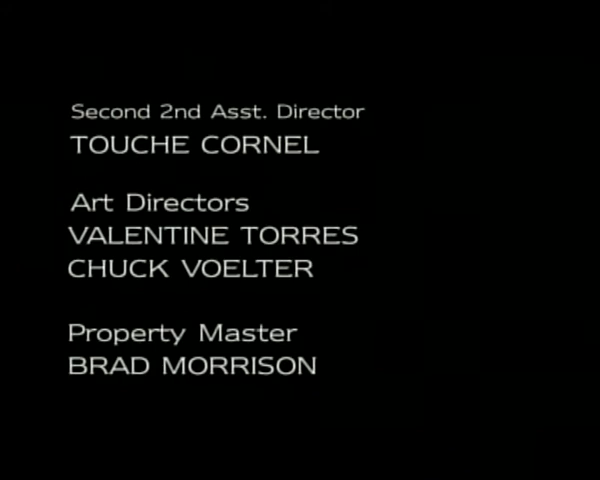 Second 2nd Asst. Director
TOUCHE CORNEL
Art Directors
VALENTINE TORRES
CHUCK VOELTER
Property Master
BRAD MORRISON